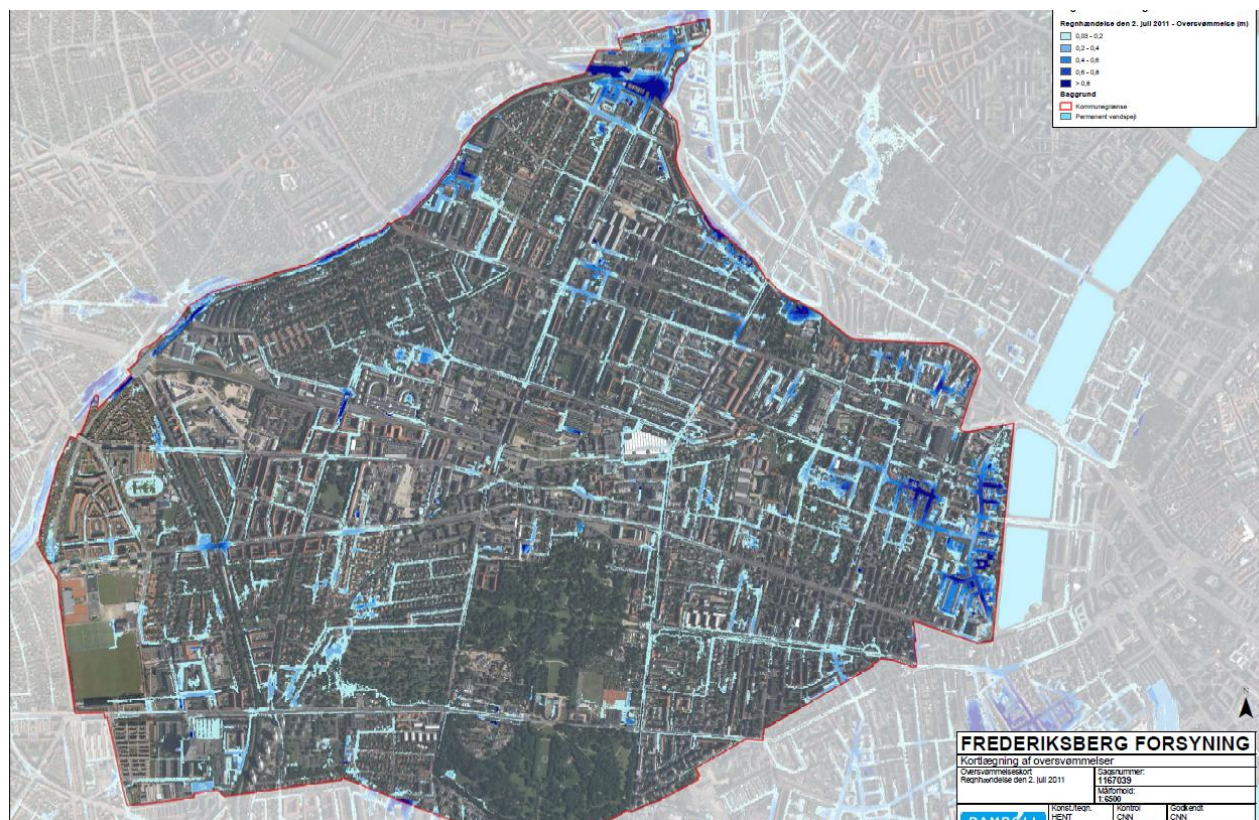 Regnhændelse den 2. juli 2011 - Oversvømmelse (m)
0,03 - 0,2
0,2 - 0,4
0,4 - 0,6
0,6 - 0,8
> 0,8
Baggrund
Kommunegrænse
Permanent vandspejl
FREDERIKSBERG FORSYNING
Kortlægning af oversvømmelser
Oversvømmelseskort
Regnhændelse den 2. juli 2011
Sagsnummer:
1167039
Målforhold:
1:6500
Konst./tegn.
HENT
Kontrol
CNN
Godkendt
CNN